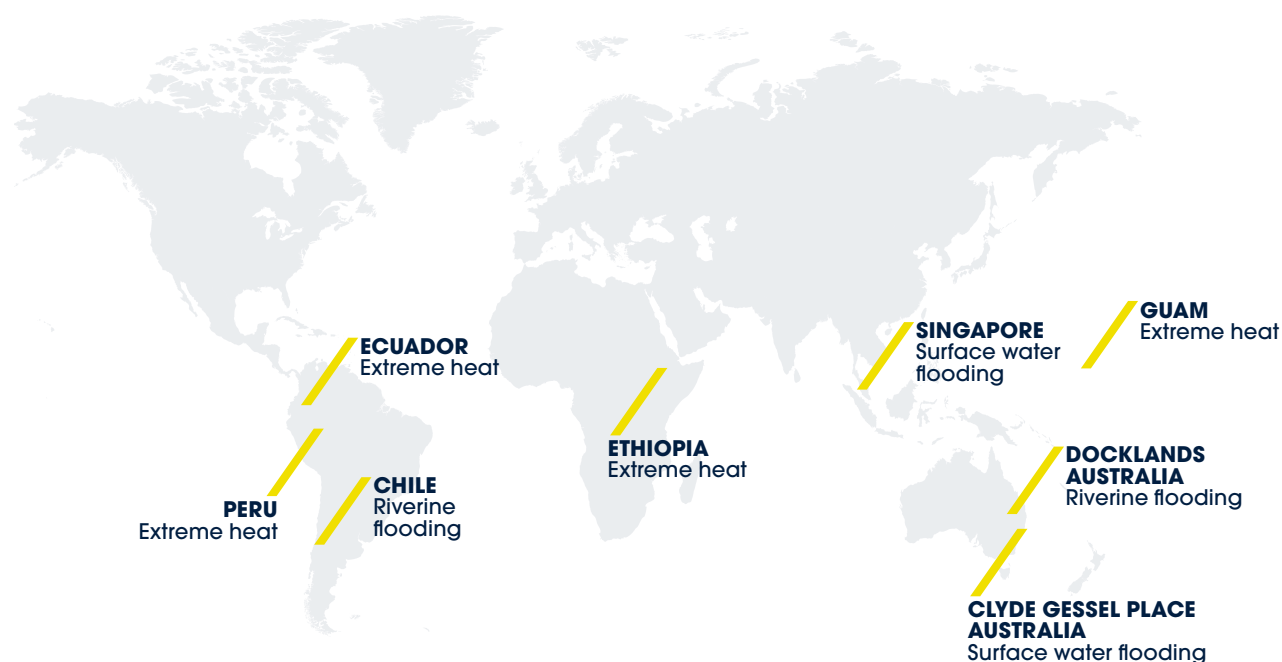 GUAM
Extreme heat
SINGAPORE
Surface water
flooding
ECUADOR
Extreme heat
ETHIOPIA
Extreme heat
DOCKLANDS
AUSTRALIA
Riverine flooding
CHILE
Riverine
flooding
PERU
Extreme heat
CLYDE GESSEL PLACE
AUSTRALIA
Surface water flooding